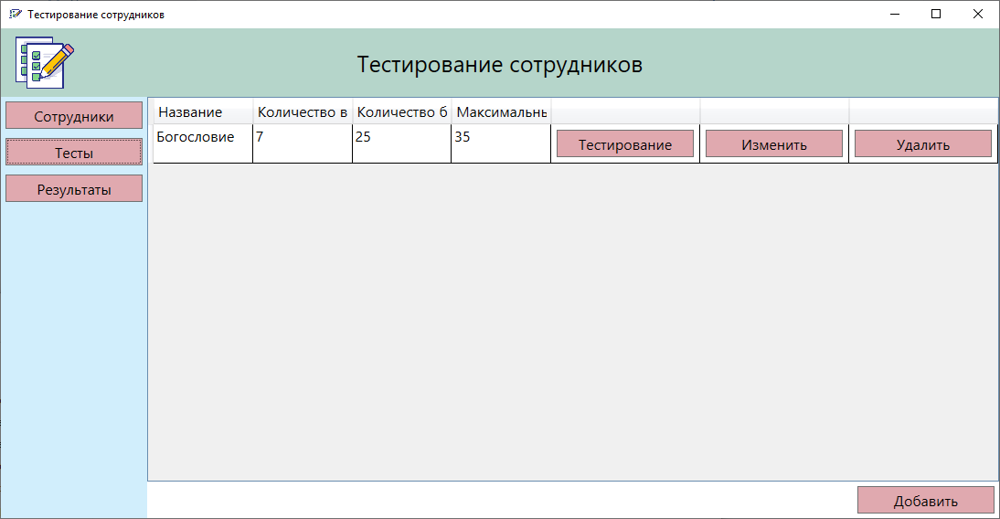 Тестирование сотрудников
Тестирование сотрудников
Сотрудники
Тесты
Результаты
Название Количество в Количество б Максимальнь
Богословие 7 25 35 Тестирование Изменить Удалить
Добавить